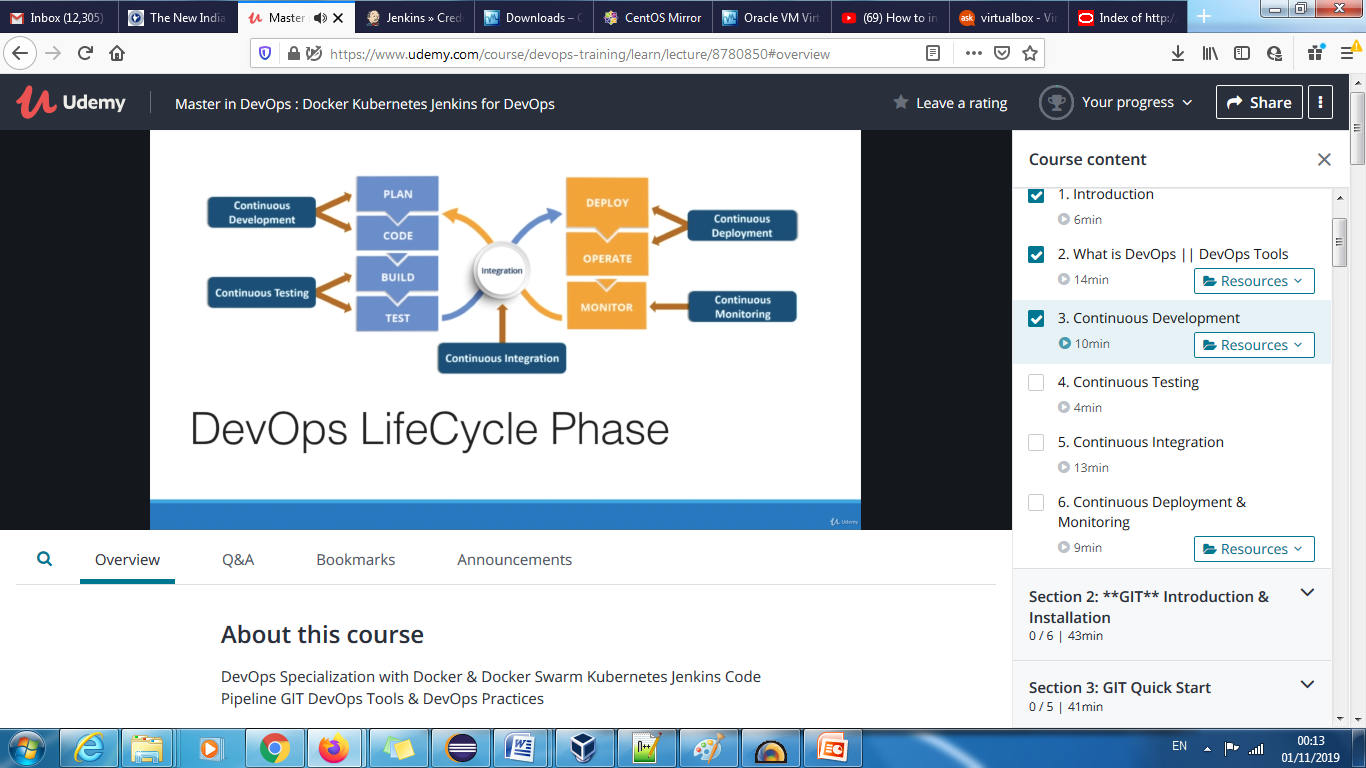 Inbox (12,305)
The New India
Master
Jenkins » Cred
Downloads – O
CentOS Mirror
Oracle VM Virt
(69) How to in
ask
virtualbox - Vir
Index of http:/
https://www.udemy.com/course/devops-training/learn/lecture/8780850#overview
Udemy
Master in DevOps : Docker Kubernetes Jenkins for DevOps
Leave a rating
Your progress
Share
Continuous
Development
Continuous Testing
PLAN
CODE
BUILD
TEST
Integration
Continuous Integration
DEPLOY
OPERATE
MONITOR
Continuous
Deployment
Continuous
Monitoring
DevOps LifeCycle Phase
Udemy
Course content
1. Introduction
6min
2. What is DevOps || DevOps Tools
14min
Resources
3. Continuous Development
10min
Resources
4. Continuous Testing
4min
5. Continuous Integration
13min
6. Continuous Deployment &
Monitoring
9min
Resources
Section 2: **GIT** Introduction &
Installation
0 / 6 | 43min
Section 3: GIT Quick Start
0 / 5 | 41min
Overview
Q&A
Bookmarks
Announcements
About this course
DevOps Specialization with Docker & Docker Swarm Kubernetes Jenkins Code
Pipeline GIT DevOps Tools & DevOps Practices
EN
00:13
01/11/2019